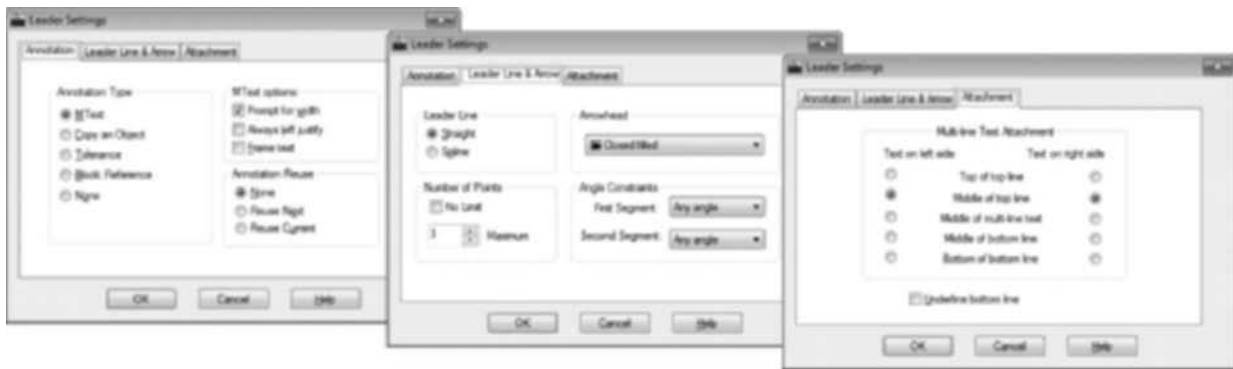 Leader Settings
Annotation Leader Line & Arrow Attachment
Annotation Type
MText
Copy an Object
Tolerance
Block Reference
None
MText options
Prompt for width
Always left justify
Frame text
Annotation Reuse
None
Reuse Next
Reuse Current
OK Cancel Help
Leader Settings
Annotation Leader Line & Arrow Attachment
Leader Line
Straight
Spline
Arrowhead
Closed filled
Number of Points
No Limit
3 Maximum
Angle Constraints
First Segment: Any angle
Second Segment: Any angle
OK Cancel Help
Leader Settings
Annotation Leader Line & Arrow Attachment
Multi-line Text Attachment
Text on left side Text on right side
Top of top line
Middle of top line
Middle of multi-line text
Middle of bottom line
Bottom of bottom line
Underline bottom line
OK Cancel Help